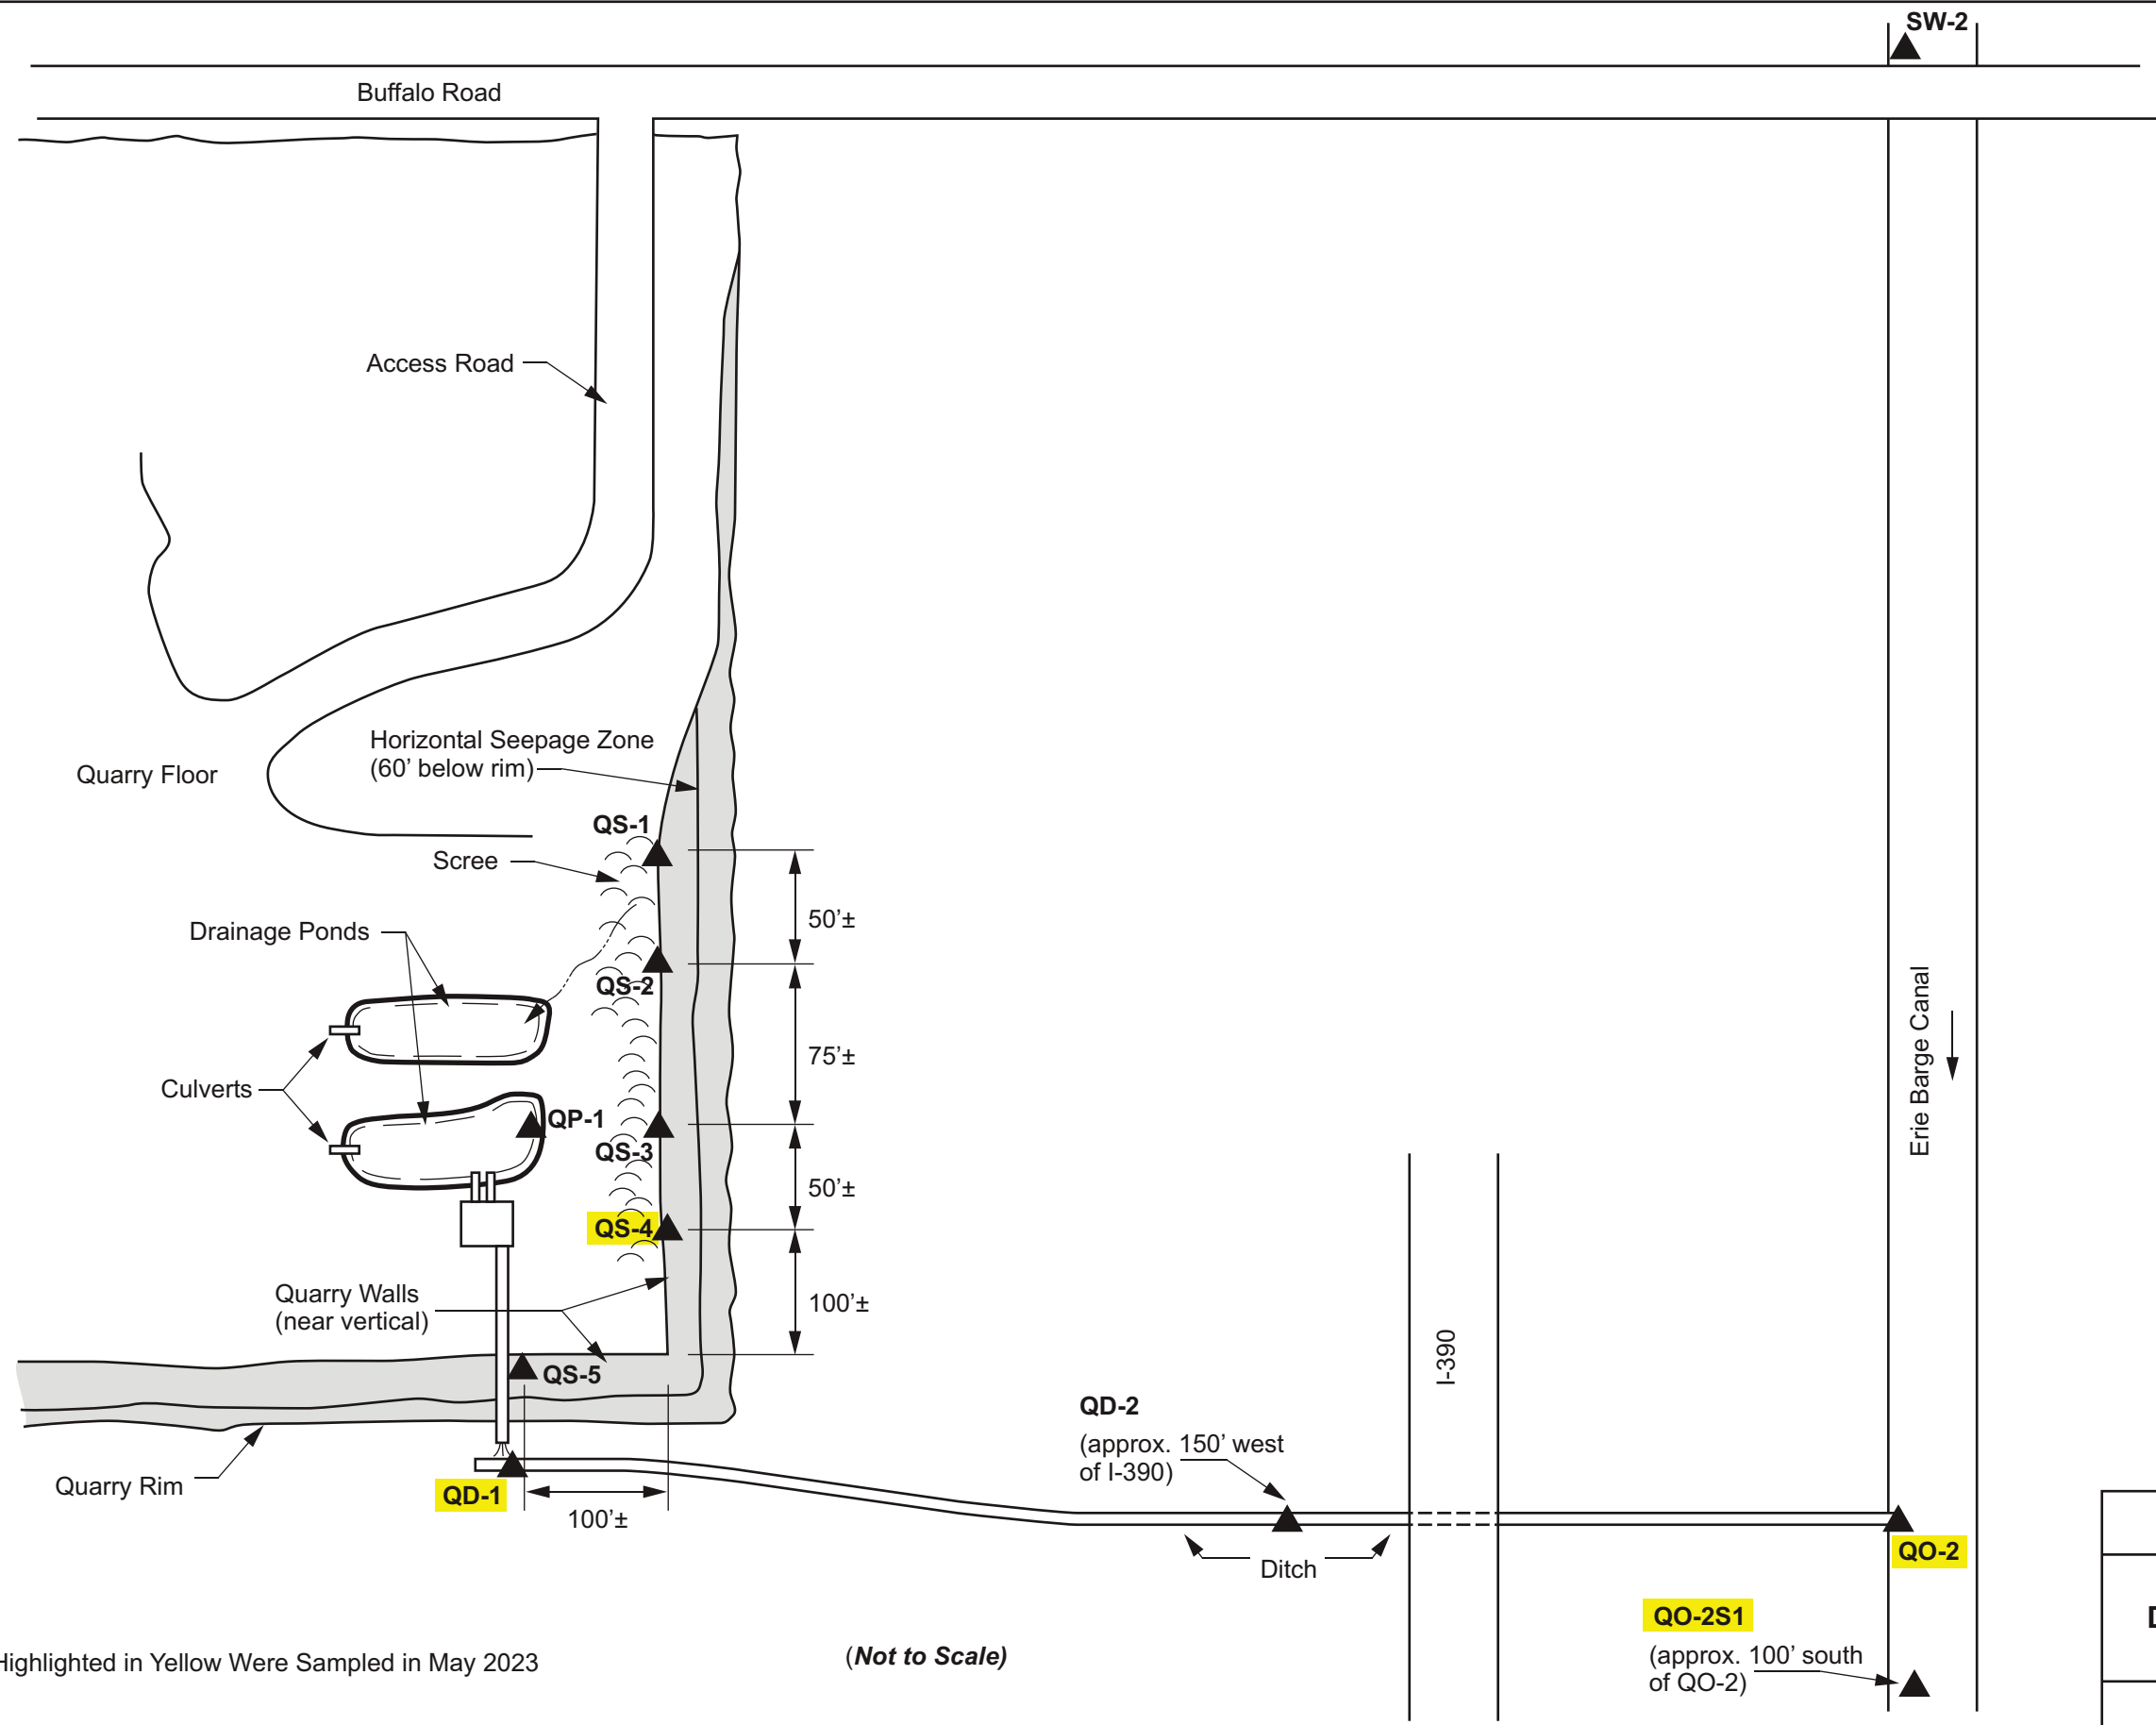 SW-2
Buffalo Road
Access Road
Horizontal Seepage Zone
(60’ below rim)
Quarry Floor
QS-1
Scree
50’±
Drainage Ponds
QS-2
75’±
Erie Barge Canal
Culverts
QP-1
QS-3
50’±
QS-4
Quarry Walls
(near vertical)
100’±
I-390
QS-5
QD-2
(approx. 150’ west
of I-390)
Quarry Rim
QD-1
100’±
Ditch
QO-2
QO-2S1
(approx. 100’ south
of QO-2)
Highlighted in Yellow Were Sampled in May 2023
(Not to Scale)